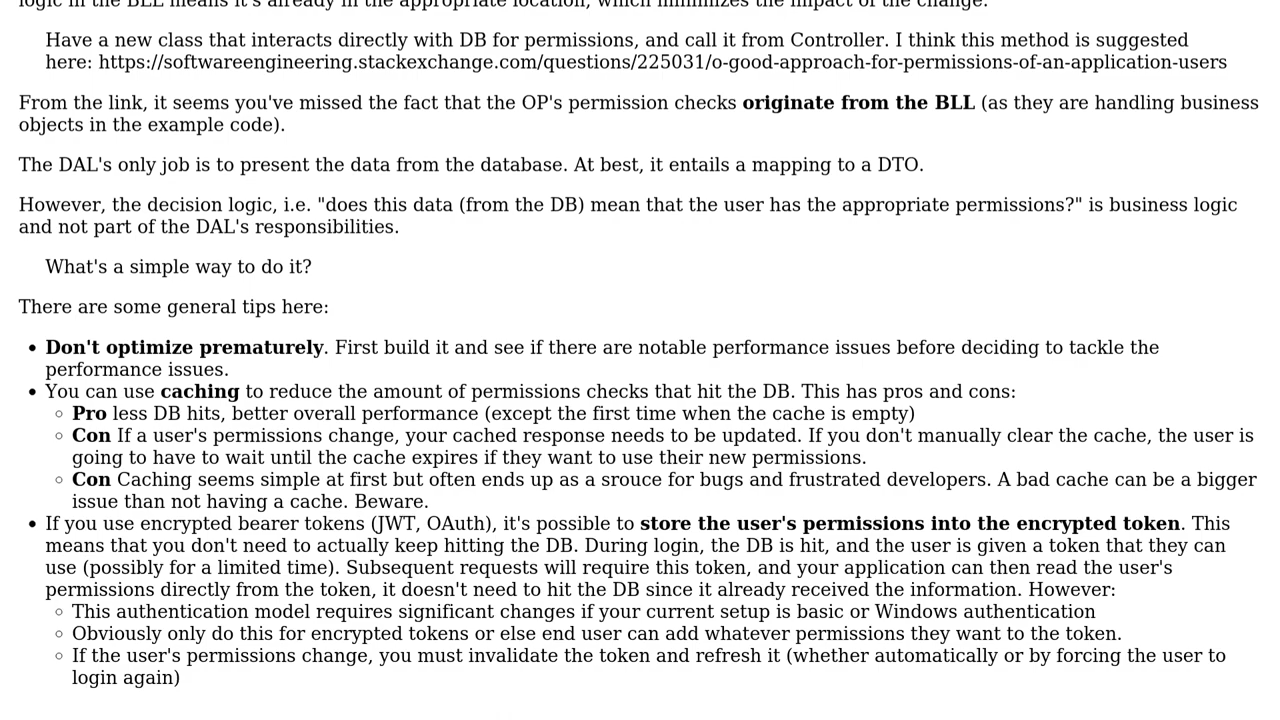 logic in the BLL means it's already in the appropriate location, which minimizes the impact of the change.
Have a new class that interacts directly with DB for permissions, and call it from Controller. I think this method is suggested
here: https://softwareengineering.stackexchange.com/questions/225031/o-good-approach-for-permissions-of-an-application-users
From the link, it seems you've missed the fact that the OP's permission checks originate from the BLL (as they are handling business
objects in the example code).
The DAL's only job is to present the data from the database. At best, it entails a mapping to a DTO.
However, the decision logic, i.e. "does this data (from the DB) mean that the user has the appropriate permissions?" is business logic
and not part of the DAL's responsibilities.
What's a simple way to do it?
There are some general tips here:
• Don't optimize prematurely. First build it and see if there are notable performance issues before deciding to tackle the
performance issues.
• You can use caching to reduce the amount of permissions checks that hit the DB. This has pros and cons:
◦ Pro less DB hits, better overall performance (except the first time when the cache is empty)
◦ Con If a user's permissions change, your cached response needs to be updated. If you don't manually clear the cache, the user is
going to have to wait until the cache expires if they want to use their new permissions.
◦ Con Caching seems simple at first but often ends up as a srouce for bugs and frustrated developers. A bad cache can be a bigger
issue than not having a cache. Beware.
• If you use encrypted bearer tokens (JWT, OAuth), it's possible to store the user's permissions into the encrypted token. This
means that you don't need to actually keep hitting the DB. During login, the DB is hit, and the user is given a token that they can
use (possibly for a limited time). Subsequent requests will require this token, and your application can then read the user's
permissions directly from the token, it doesn't need to hit the DB since it already received the information. However:
◦ This authentication model requires significant changes if your current setup is basic or Windows authentication
◦ Obviously only do this for encrypted tokens or else end user can add whatever permissions they want to the token.
◦ If the user's permissions change, you must invalidate the token and refresh it (whether automatically or by forcing the user to
login again)